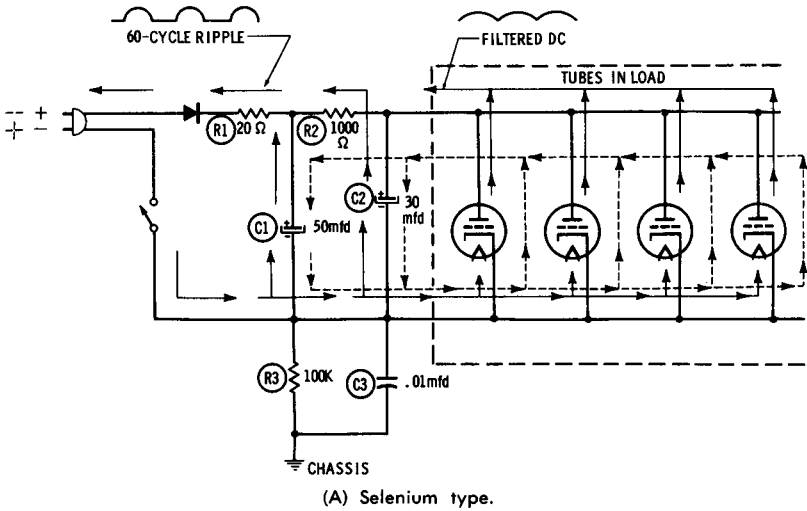 60-CYCLE RIPPLE
FILTERED DC
TUBES IN LOAD
-- +
+ -
R1
20 Ω
R2
1000
Ω
C1
50mfd
C2
30
mfd
R3
100K
C3
.01mfd
CHASSIS
(A) Selenium type.